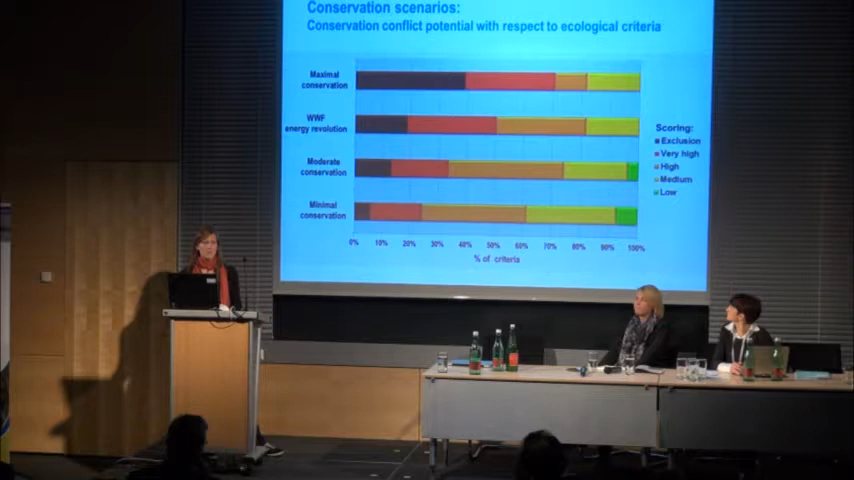 Conservation scenarios:
Conservation conflict potential with respect to ecological criteria
Maximal
conservation
WWF
energy revolution
Moderate
conservation
Minimal
conservation
Scoring:
Exclusion
Very high
High
Medium
Low
0% 10% 20% 30% 40% 50% 60% 70% 80% 90% 100%
% of criteria